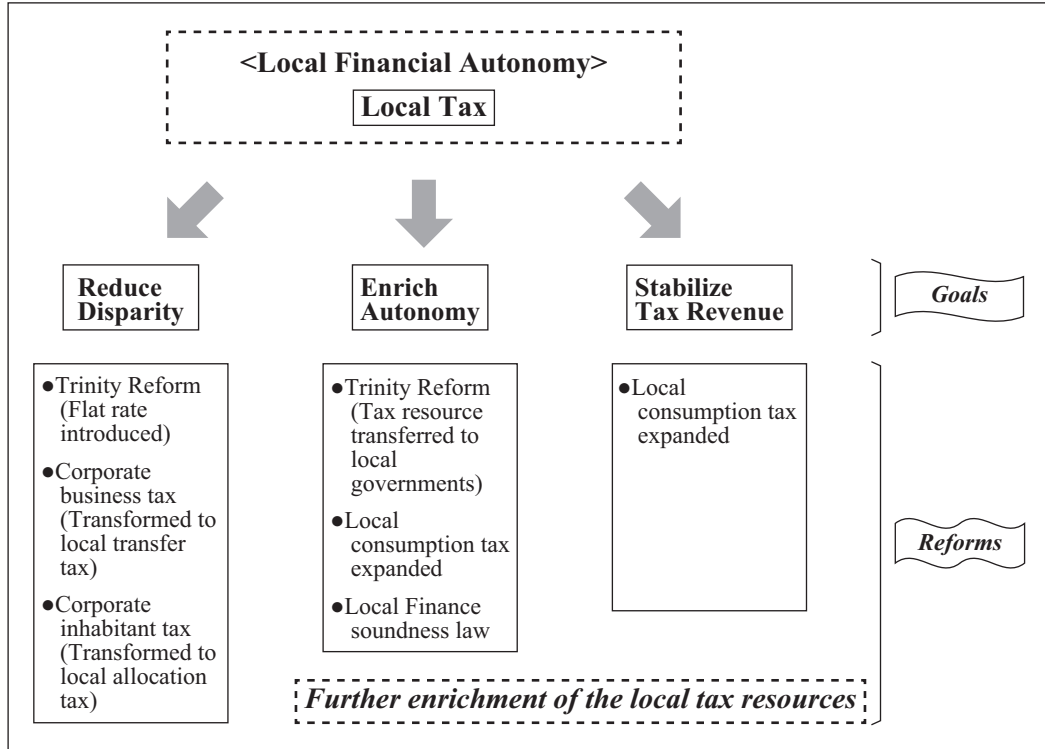 <Local Financial Autonomy>
Local Tax
Reduce
Disparity
Enrich
Autonomy
Stabilize
Tax Revenue
Goals
●Trinity Reform
(Flat rate
introduced)
●Corporate
business tax
(Transformed to
local transfer
tax)
●Corporate
inhabitant tax
(Transformed to
local allocation
tax)
●Trinity Reform
(Tax resource
transferred to
local
governments)
●Local
consumption tax
expanded
●Local Finance
soundness law
●Local
consumption tax
expanded
Reforms
Further enrichment of the local tax resources